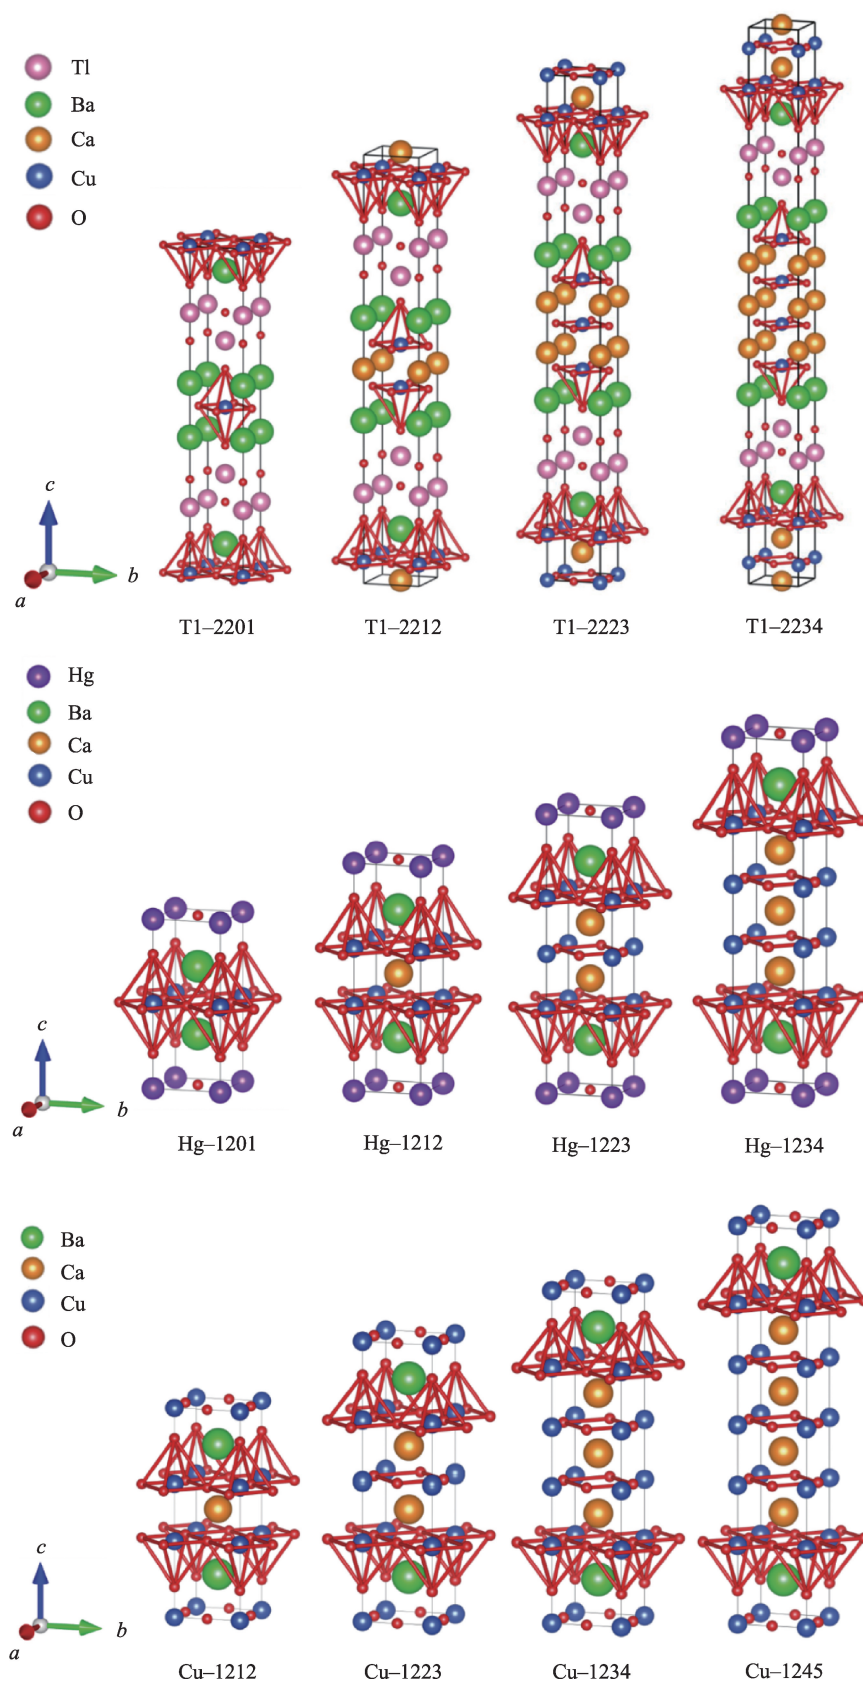 Tl
Ba
Ca
Cu
O
c
b
a
T1–2201
T1–2212
T1–2223
T1–2234
Hg
Ba
Ca
Cu
O
c
b
a
Hg–1201
Hg–1212
Hg–1223
Hg–1234
Ba
Ca
Cu
O
c
b
a
Cu–1212
Cu–1223
Cu–1234
Cu–1245